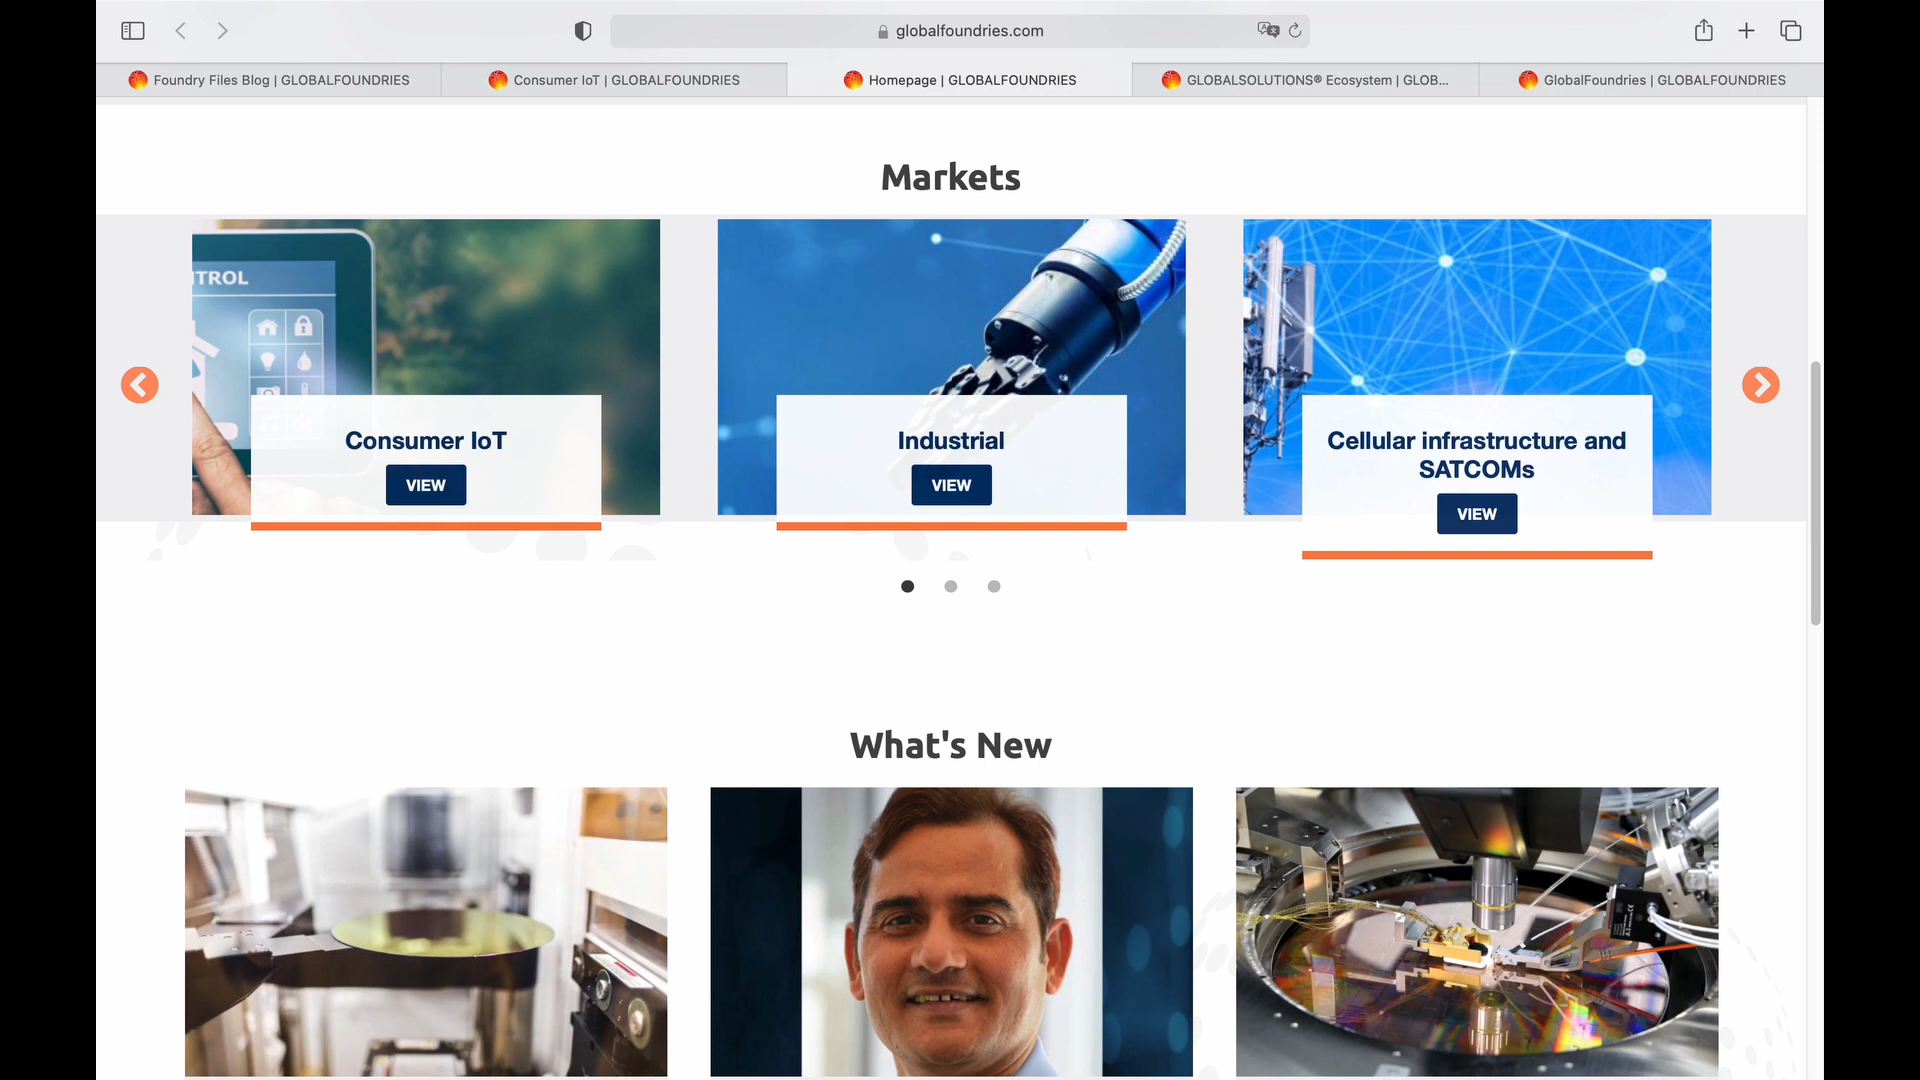 globalfoundries.com
Foundry Files Blog | GLOBALFOUNDRIES
Consumer IoT | GLOBALFOUNDRIES
Homepage | GLOBALFOUNDRIES
GLOBALSOLUTIONS® Ecosystem | GLOB...
GlobalFoundries | GLOBALFOUNDRIES
Markets
TROL
Consumer IoT
VIEW
Industrial
VIEW
Cellular infrastructure and
SATCOMs
VIEW
What's New